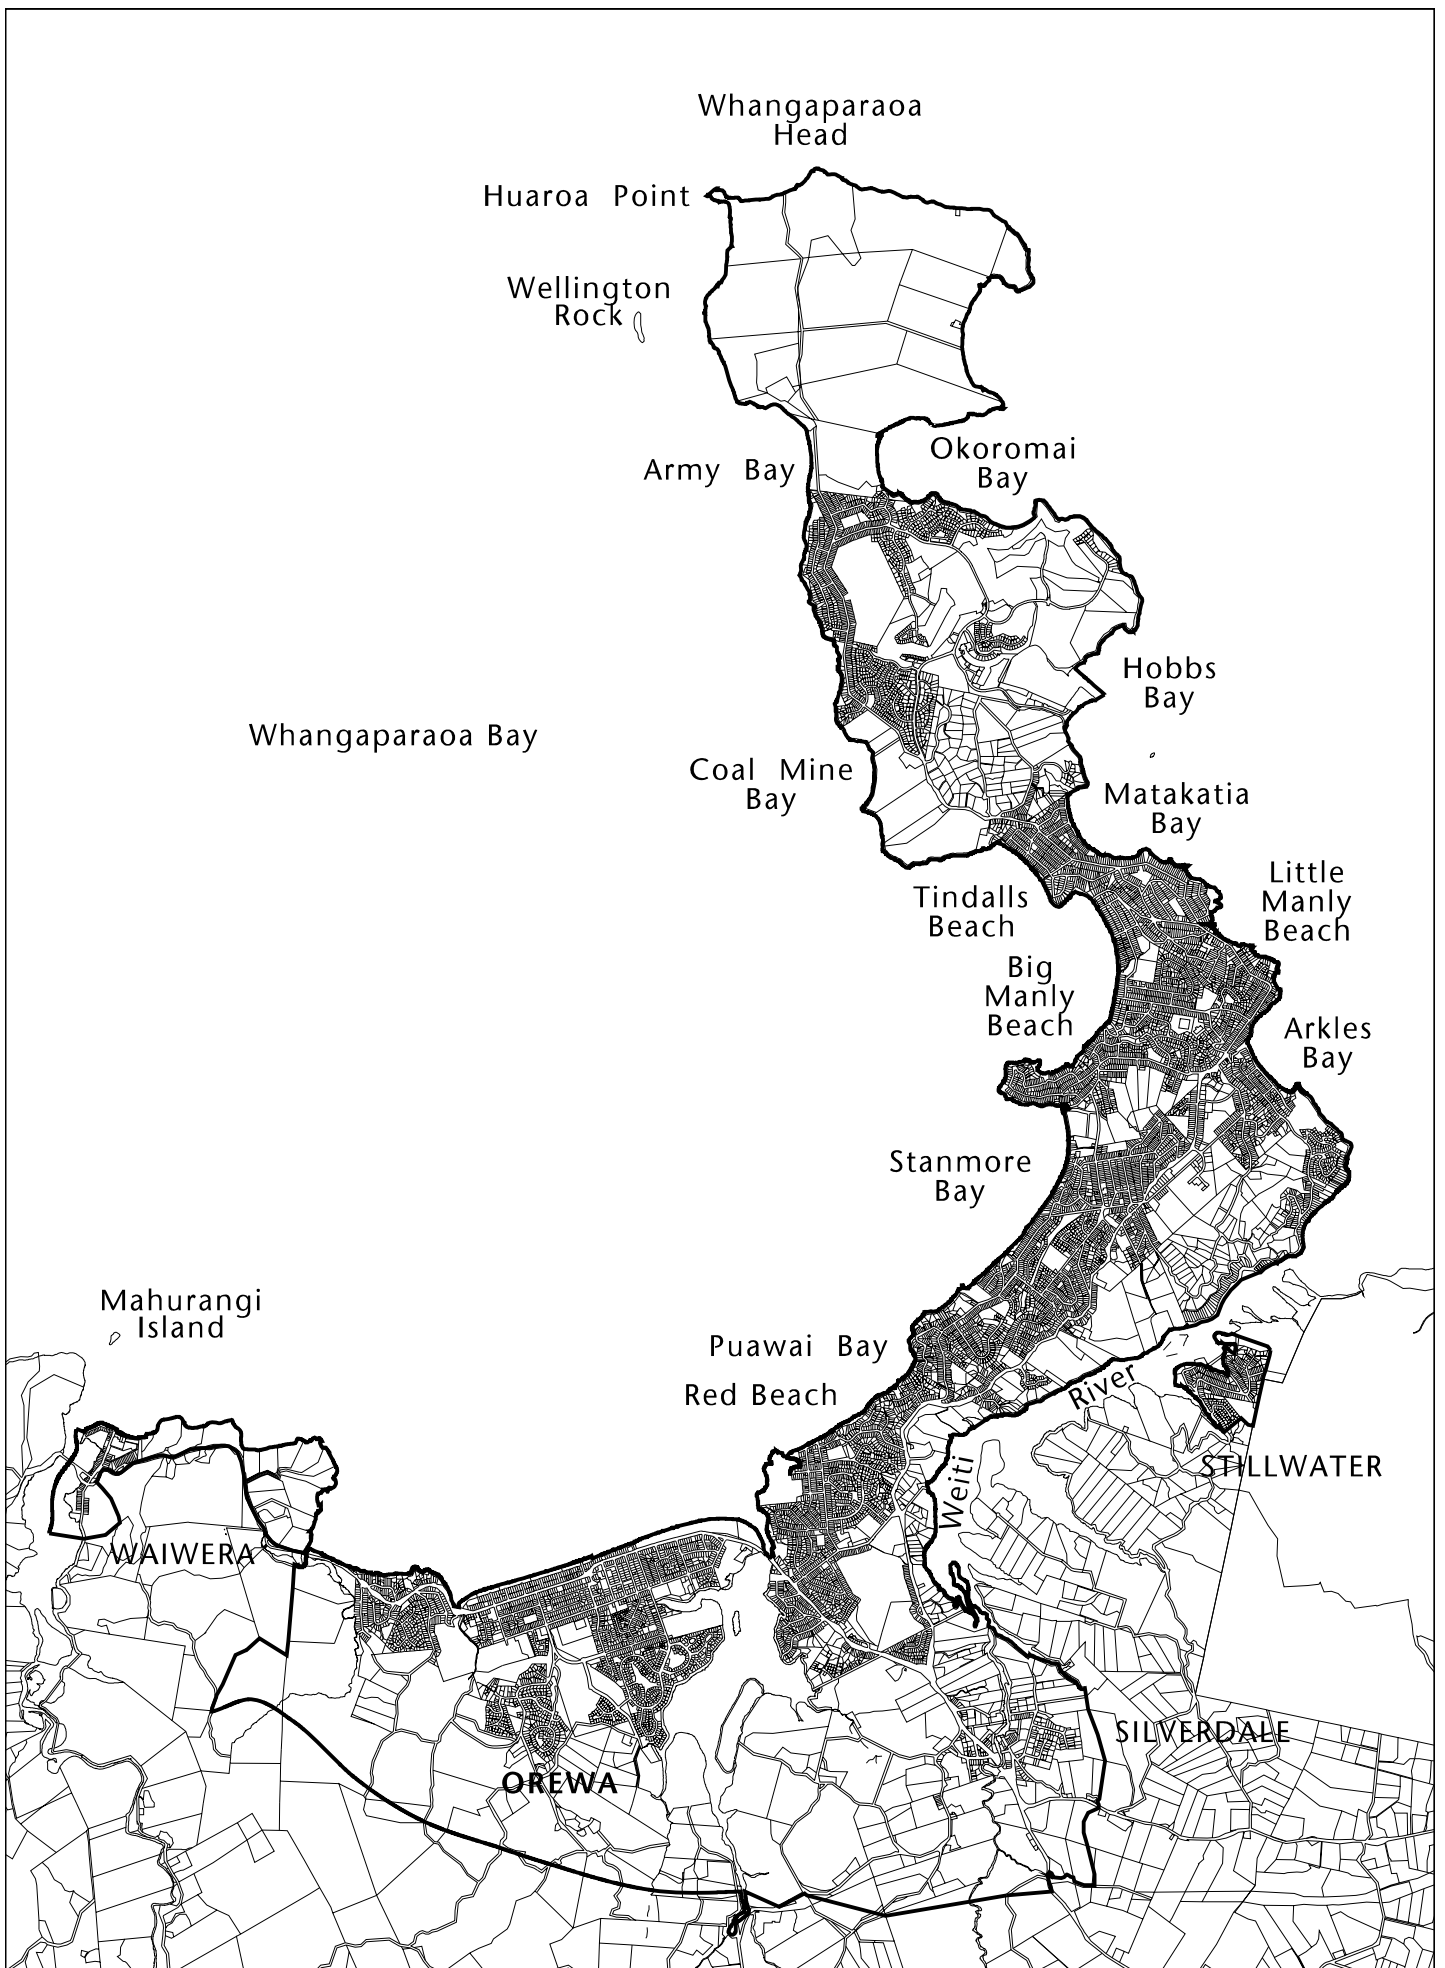 Whangaparaoa
Head
Huaroa Point
Wellington
Rock
Okoromai
Bay
Army Bay
Hobbs
Bay
Whangaparaoa Bay
Coal Mine
Bay
Matakatia
Bay
Little
Manly
Beach
Tindalls
Beach
Big
Manly
Beach
Arkles
Bay
Stanmore
Bay
Mahurangi
Island
Puawai Bay
River
Red Beach
STILLWATER
Weiti
WAIWERA
SILVERDALE
OREWA